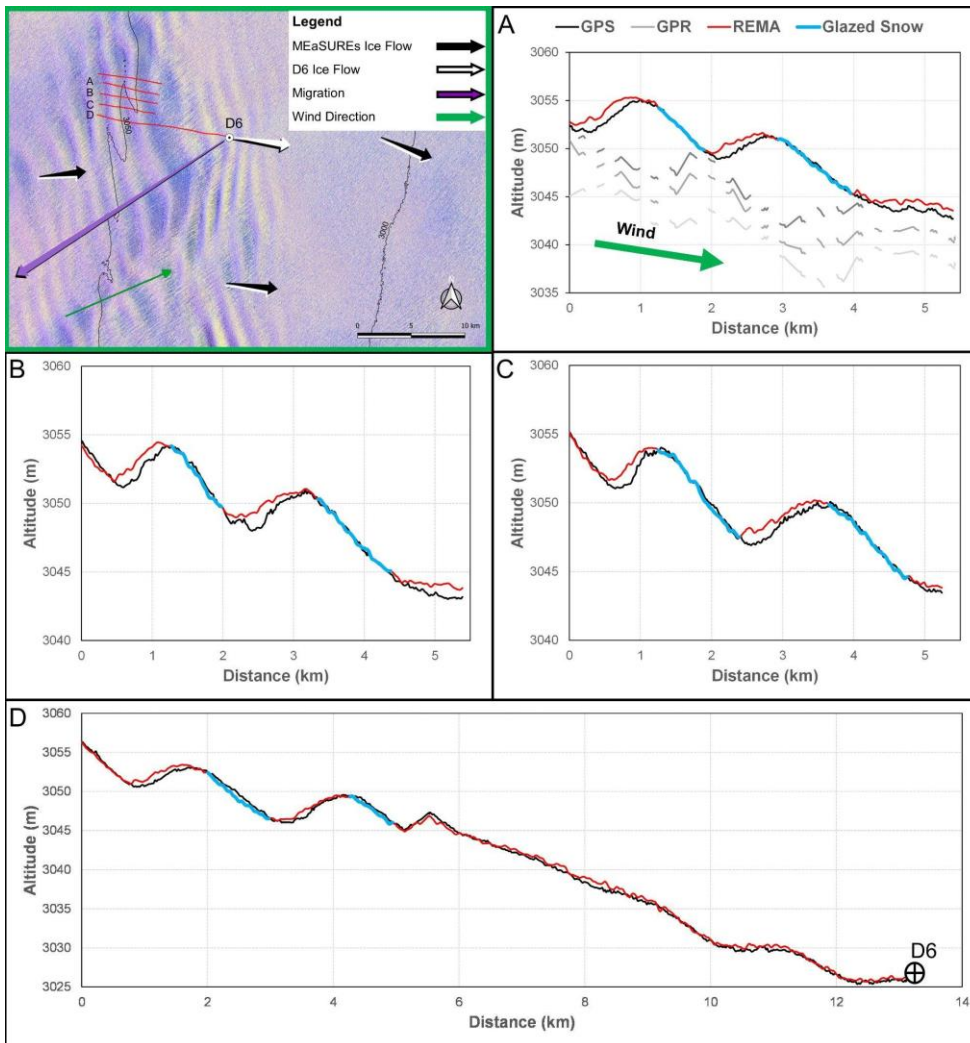 Legend
MEaSUREs Ice Flow
D6 Ice Flow
Migration
Wind Direction
A
B
C
D
3050
D6
3000
N
0 5 10 km
A
GPS GPR REMA Glazed Snow
3060
3055
3050
3045
3040
3035
Altitude (m)
Wind
0 1 2 3 4 5
Distance (km)
B
3060
3055
3050
3045
3040
Altitude (m)
0 1 2 3 4 5
Distance (km)
C
3060
3055
3050
3045
3040
Altitude (m)
0 1 2 3 4 5
Distance (km)
D
3060
3055
3050
3045
3040
3035
3030
3025
Altitude (m)
D6
0 2 4 6 8 10 12 14
Distance (km)